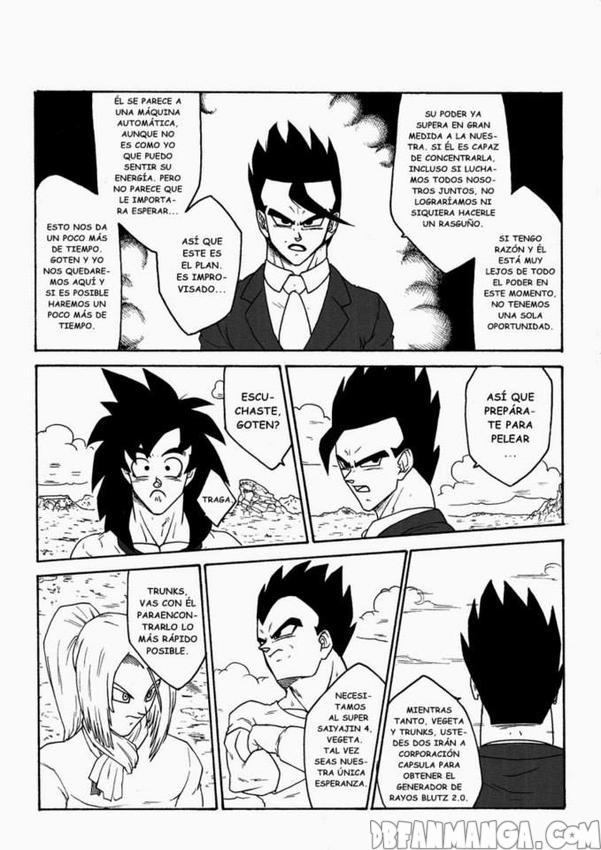 ÉL SE PARECE
A UNA MÁQUINA
AUTOMÁTICA,
AUNQUE NO
ES COMO YO
QUE PUEDO
SENTIR SU
ENERGÍA. PERO
NO PARECE QUE
LE IMPORTA
RA ESPERAR...
ESTO NOS DA
UN POCO MÁS
DE TIEMPO.
GOTEN Y YO
NOS QUEDARE-
MOS AQUÍ Y
SI ES POSIBLE
HAREMOS UN
POCO MÁS DE
TIEMPO.
ASÍ QUE
ESTE ES
EL PLAN.
ES IMPRO-
VISADO...
SU PODER YA
SUPERA EN GRAN
MEDIDA A LA NUES-
TRA. SI ÉL ES CAPAZ
DE CONCENTRARLA,
INCLUSO SI LUCHA-
MOS TODOS NOSO-
TROS JUNTOS, NO
LOGRARÍAMOS NI
SIQUIERA HACERLE
UN RASGUÑO.
SI TENGO
RAZÓN Y ÉL
ESTÁ MUY
LEJOS DE TODO
EL PODER EN
ESTE MOMENTO,
NO TENEMOS
UNA SOLA
OPORTUNIDAD.
TRAGA.
ESCU-
CHASTE,
GOTEN?
ASÍ QUE
PREPÁRA-
TE PARA
PELEAR
...
TRUNKS,
VAS CON ÉL
PARAENCON-
TRARLO LO
MÁS RÁPIDO
POSIBLE.
NECESI-
TAMOS
AL SUPER
SAIYAJIN 4,
VEGETA.
TAL VEZ
SEAS NUES-
TRA ÚNICA
ESPERANZA.
MIENTRAS
TANTO, VEGETA
Y TRUNKS, USTE-
DES DOS IRÁN A
CORPORACIÓN
CAPSULA PARA
OBTENER EL
GENERADOR DE
RAYOS BLUTZ 2.0.
DBFANMANGA.COM